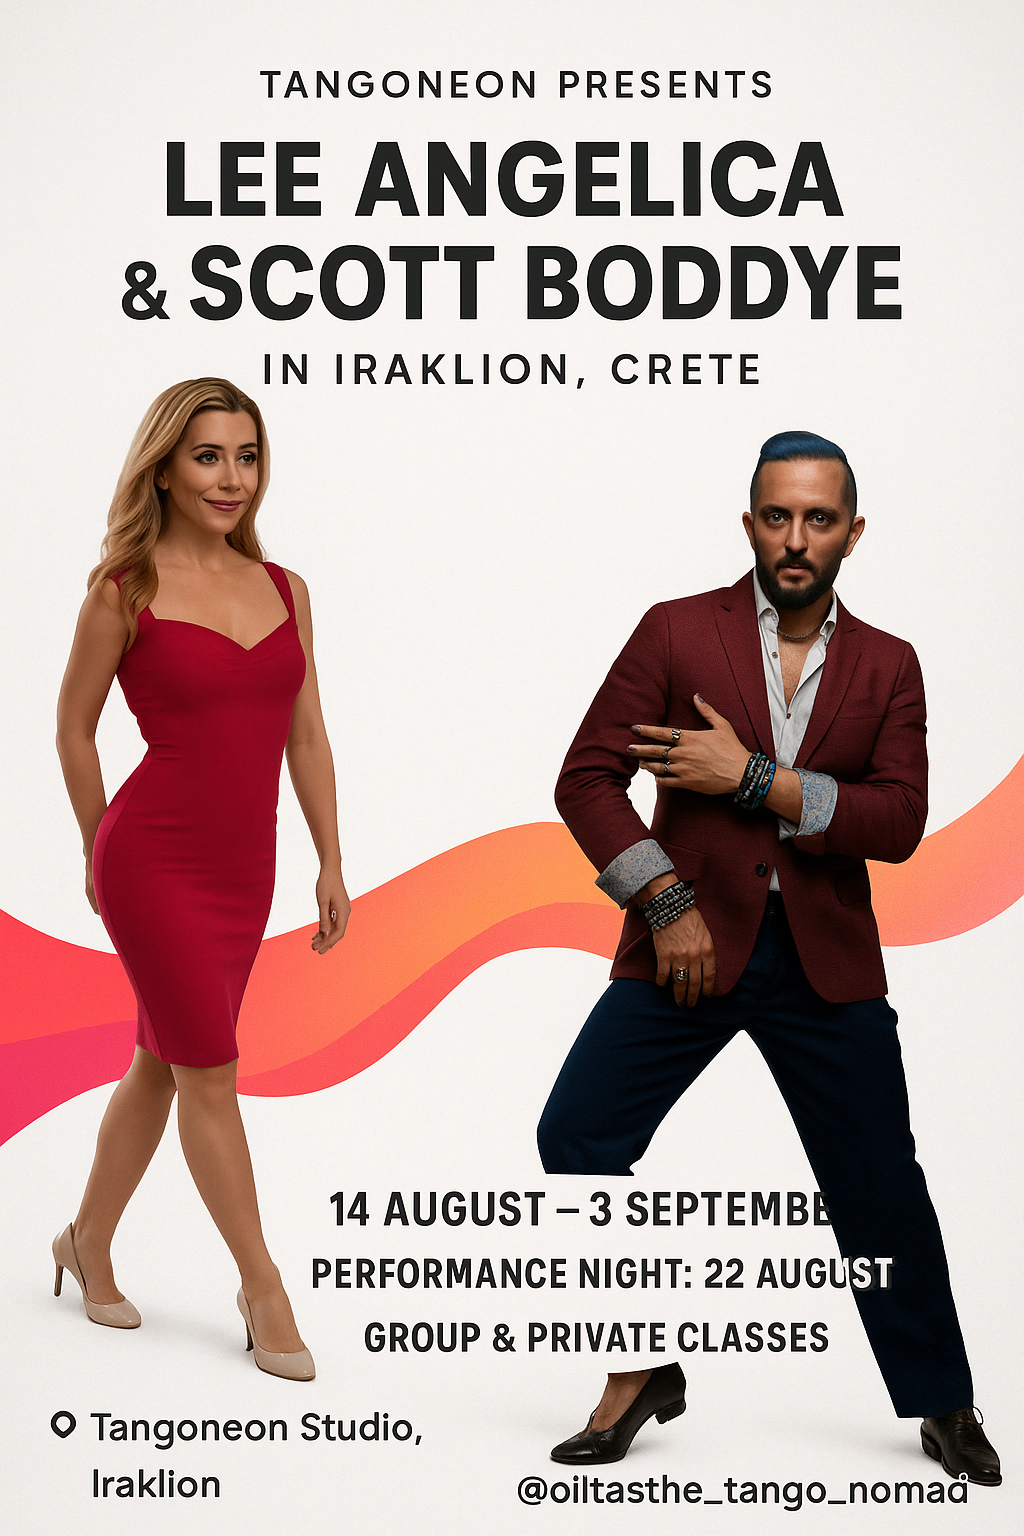 TANGONEON PRESENTS
LEE ANGELICA
& SCOTT BODDYE
IN IRAKLION, CRETE
14 AUGUST – 3 SEPTEMBE
PERFORMANCE NIGHT: 22 AUGUST
GROUP & PRIVATE CLASSES
Tangoneon Studio,
Iraklion
@oiltasthe_tango_nomad